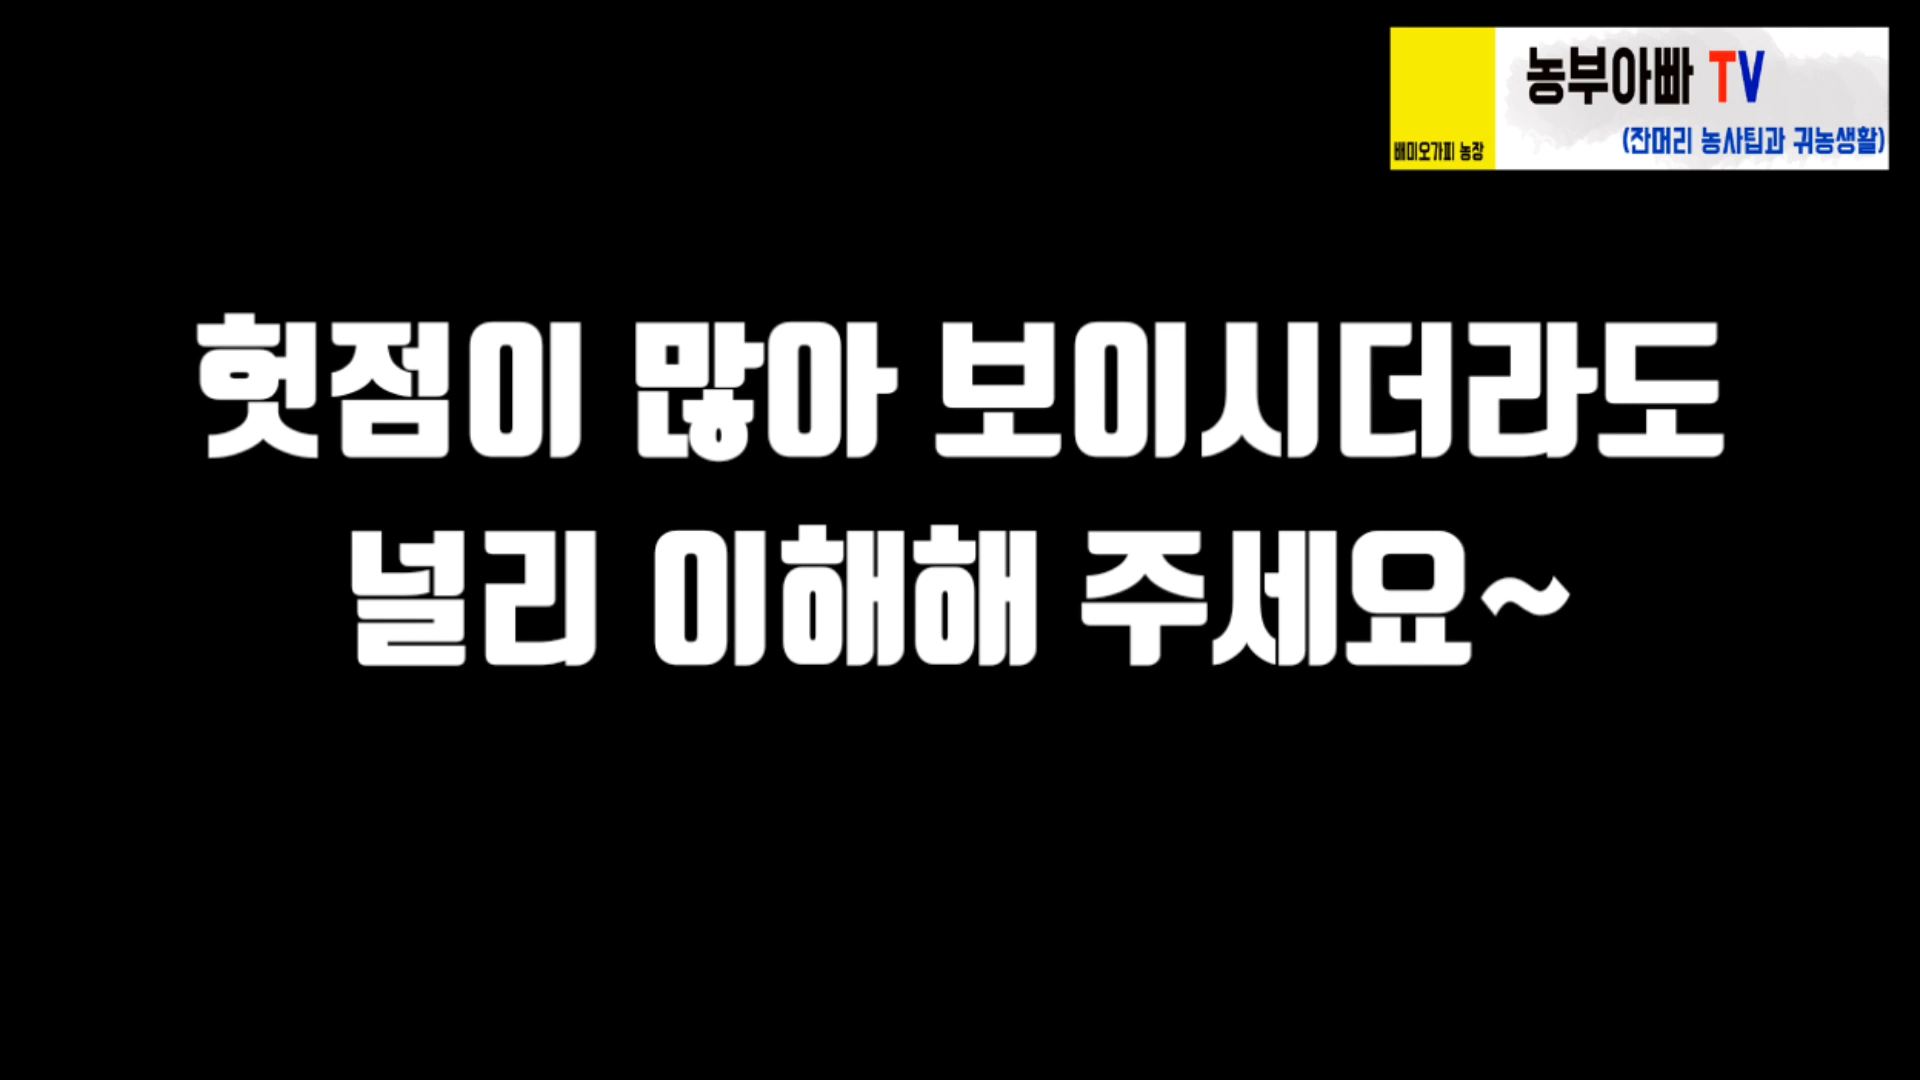 농부아빠 TV
(잔머리 농사팁과 귀농생활)
배미오가피 농장
헛점이 많아 보이시더라도
널리 이해해 주세요~